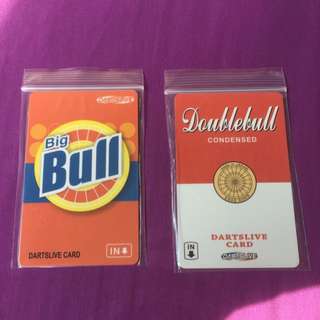 DARTSLIVE
Big
Bull
DARTSLIVE CARD
IN
Doublebull
CONDENSED
DARTSLIVE
CARD
IN
DARTSLIVE